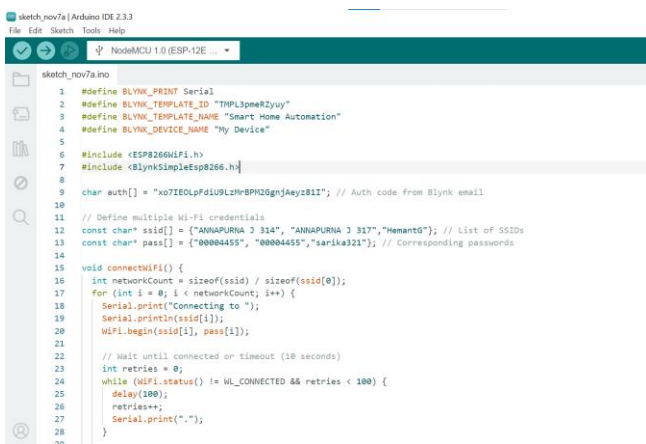 sketch_nov7a | Arduino IDE 2.3.3
File Edit Sketch Tools Help
NodeMCU 1.0 (ESP-12E ...
sketch_nov7a.ino
1 #define BLYNK_PRINT Serial
2 #define BLYNK_TEMPLATE_ID "TMPL3pmeRZyuy"
3 #define BLYNK_TEMPLATE_NAME "Smart Home Automation"
4 #define BLYNK_DEVICE_NAME "My Device"
5
6 #include <ESP8266WiFi.h>
7 #include <BlynkSimpleEsp8266.h>
8
9 char auth[] = "xo7IEOLpFdiU9LzMrBPM2GgnjAeyz81I"; // Auth code from Blynk email
10
11 // Define multiple Wi-Fi credentials
12 const char* ssid[] = {"ANNAPURNA J 314", "ANNAPURNA J 317","HemantG"}; // List of SSIDs
13 const char* pass[] = {"00004455", "00004455","sarika321"}; // Corresponding passwords
14
15 void connectWiFi() {
16 int networkCount = sizeof(ssid) / sizeof(ssid[0]);
17 for (int i = 0; i < networkCount; i++) {
18 Serial.print("Connecting to ");
19 Serial.println(ssid[i]);
20 WiFi.begin(ssid[i], pass[i]);
21
22 // Wait until connected or timeout (10 seconds)
23 int retries = 0;
24 while (WiFi.status() != WL_CONNECTED && retries < 100) {
25 delay(100);
26 retries++;
27 Serial.print(".");
28 }